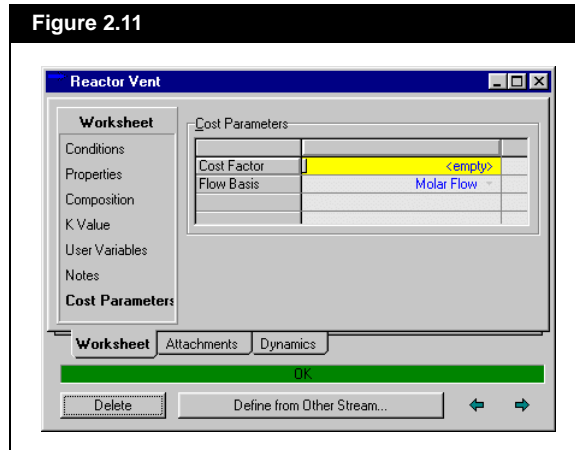 Figure 2.11
Reactor Vent
Worksheet
Conditions
Properties
Composition
K Value
User Variables
Notes
Cost Parameters
Cost Parameters
Cost Factor <empty>
Flow Basis Molar Flow
Worksheet Attachments Dynamics
OK
Delete Define from Other Stream...